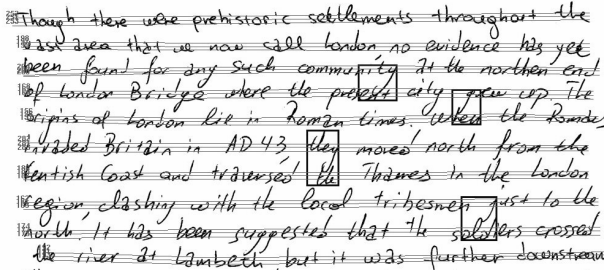 Though there were prehistoric settlements throughout the
vast area that we now call London, no evidence has yet
been found for any such community at the northen end
of London Bridge where the present city grew up. The
origins of London lie in Roman times. When the Romans
invaded Britain in AD 43, they moved north from the
Kentish Coast and traversed the Thames in the London
region, clashing with the local tribesmen just to the
north. It has been suggested that the soldiers crossed
the river at Lambeth, but it was further downstream